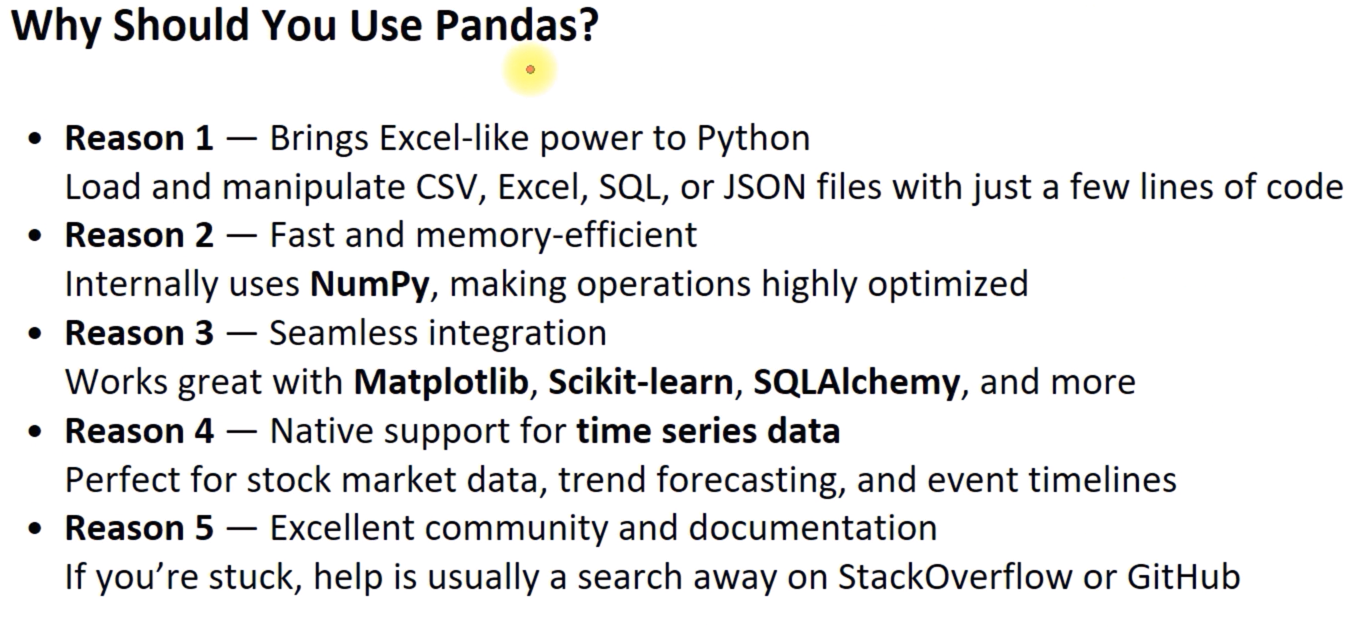 Why Should You Use Pandas?
• Reason 1 — Brings Excel-like power to Python
Load and manipulate CSV, Excel, SQL, or JSON files with just a few lines of code
• Reason 2 — Fast and memory-efficient
Internally uses NumPy, making operations highly optimized
• Reason 3 — Seamless integration
Works great with Matplotlib, Scikit-learn, SQLAlchemy, and more
• Reason 4 — Native support for time series data
Perfect for stock market data, trend forecasting, and event timelines
• Reason 5 — Excellent community and documentation
If you’re stuck, help is usually a search away on StackOverflow or GitHub